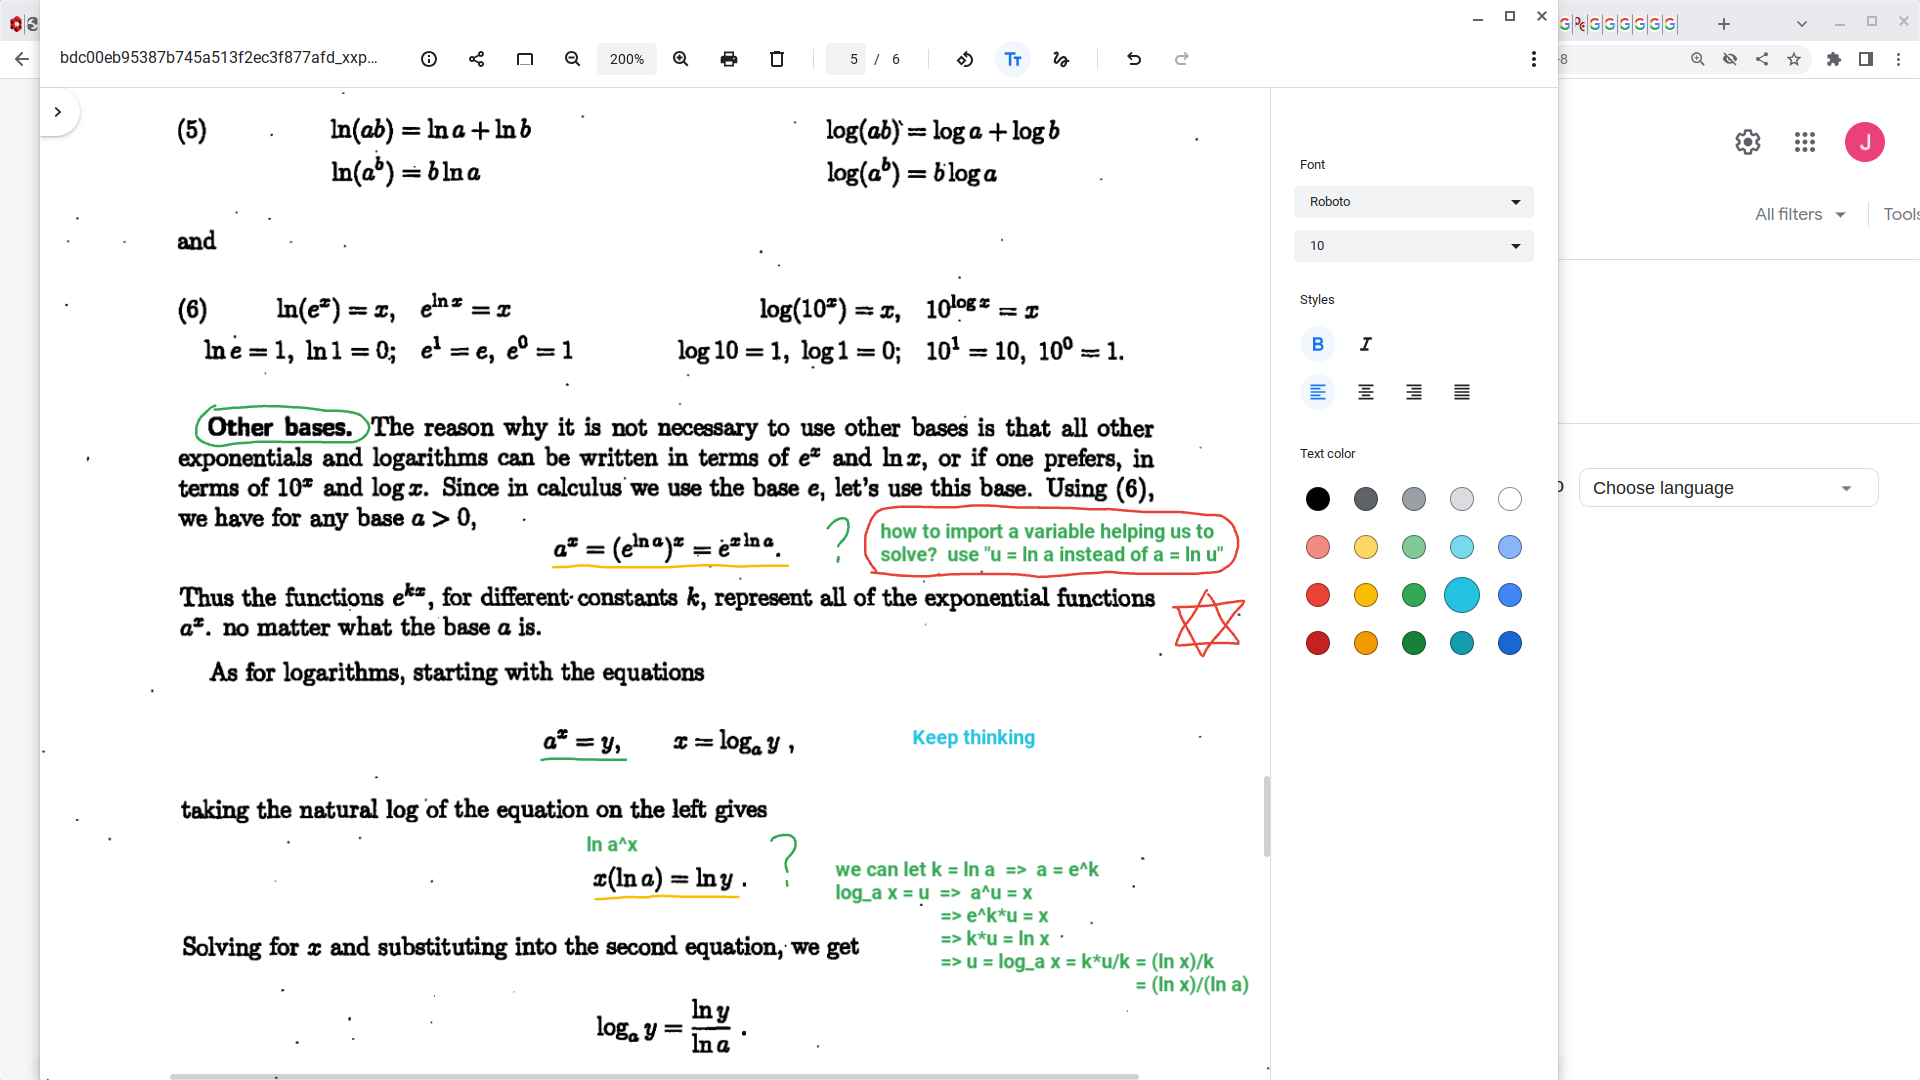 bdc00eb95387b745a513f2ec3f877afd_xxp...
200%
5 / 6
-8
J
All filters
Tools
Choose language
(5) ln(ab) = ln a + ln b log(ab) = log a + log b
ln(a^b) = b ln a log(a^b) = b log a
and
(6) ln(e^x) = x, e^{ln x} = x log(10^x) = x, 10^{log x} = x
ln e = 1, ln 1 = 0; e^1 = e, e^0 = 1 log 10 = 1, log 1 = 0; 10^1 = 10, 10^0 = 1.
Other bases. The reason why it is not necessary to use other bases is that all other
exponentials and logarithms can be written in terms of e^x and ln x, or if one prefers, in
terms of 10^x and log x. Since in calculus we use the base e, let's use this base. Using (6),
we have for any base a > 0,
a^x = (e^{ln a})^x = e^{x ln a}.
?
how to import a variable helping us to
solve? use "u = ln a instead of a = ln u"
Thus the functions e^{kx}, for different constants k, represent all of the exponential functions
a^x. no matter what the base a is.
As for logarithms, starting with the equations
a^x = y, x = log_a y ,
Keep thinking
taking the natural log of the equation on the left gives
ln a^x
x(ln a) = ln y .
?
we can let k = ln a => a = e^k
log_a x = u => a^u = x
=> e^k*u = x
=> k*u = ln x
=> u = log_a x = k*u/k = (ln x)/k
= (ln x)/(ln a)
Solving for x and substituting into the second equation, we get
log_a y = ln y / ln a .
Font
Roboto
10
Styles
B I
Text color